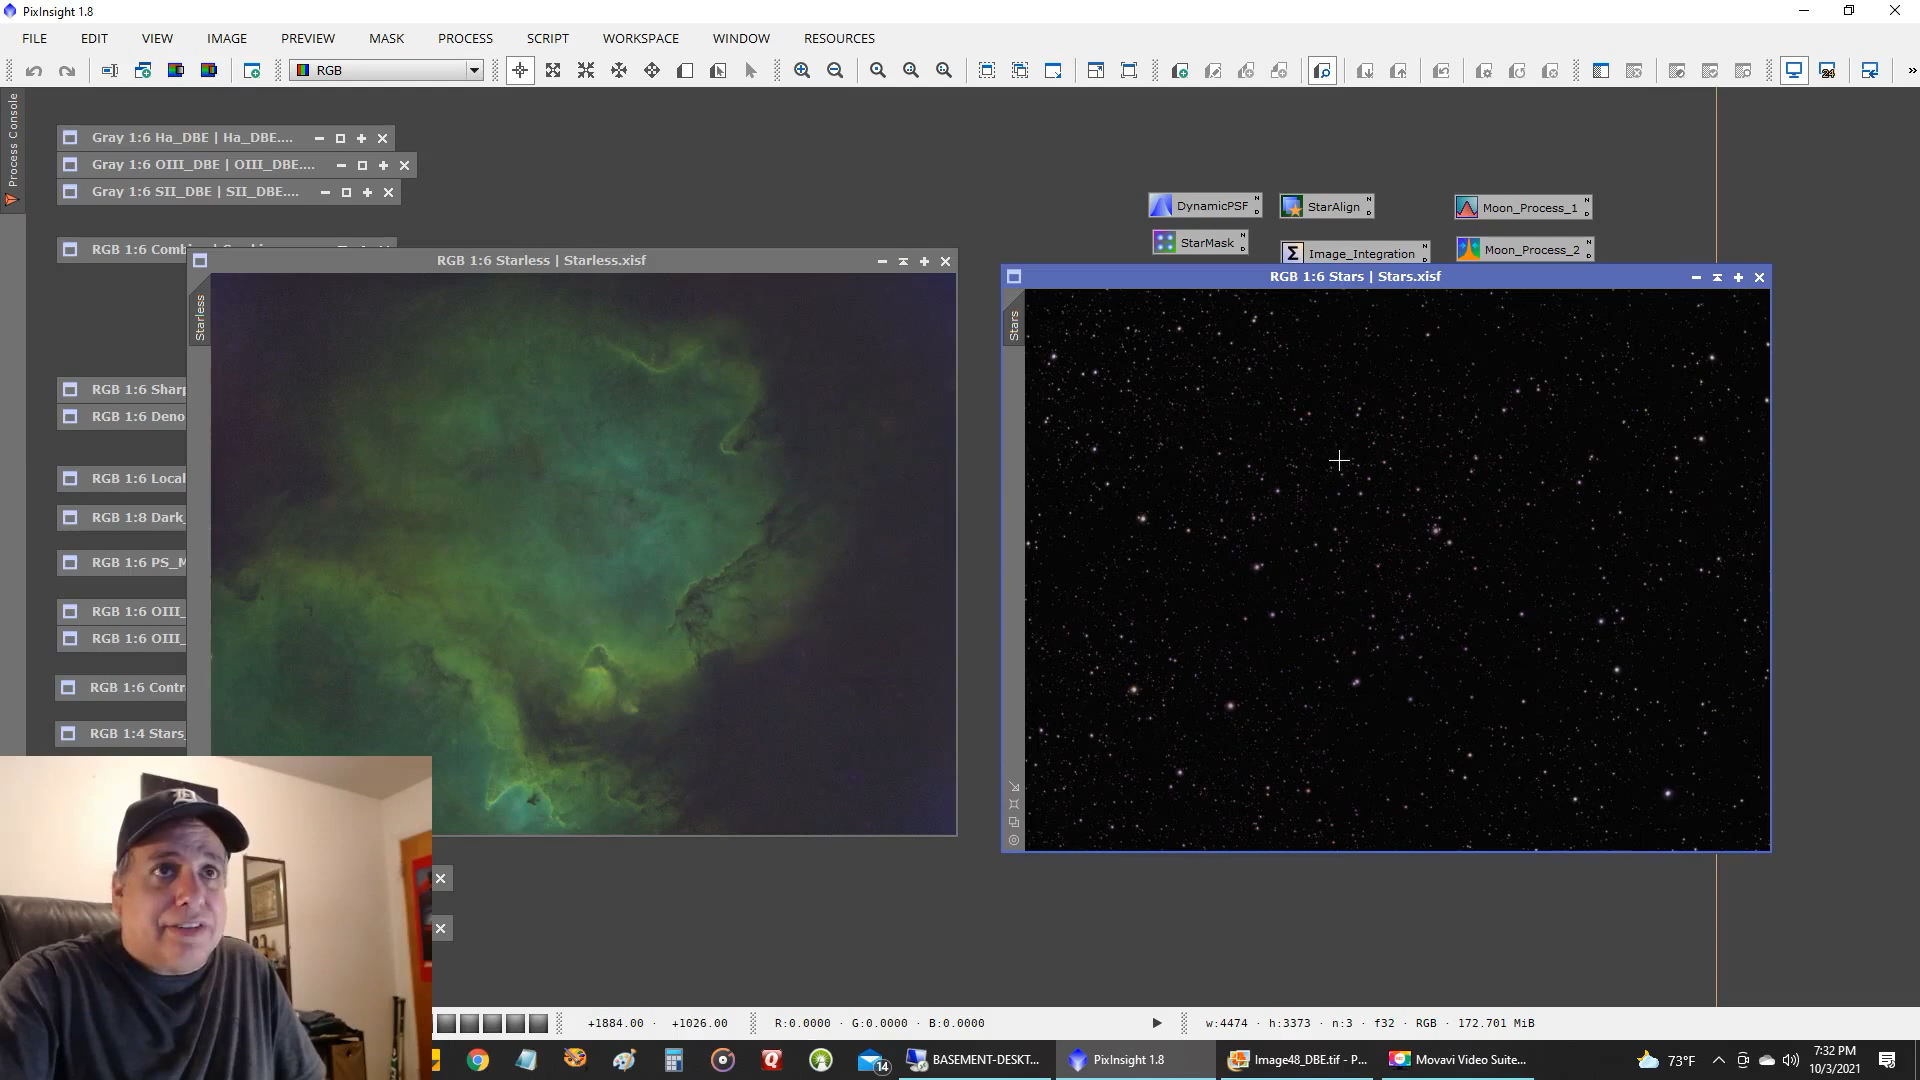 PixInsight 1.8
FILE EDIT VIEW IMAGE PREVIEW MASK PROCESS SCRIPT WORKSPACE WINDOW RESOURCES
RGB
24
Process Console
Gray 1:6 Ha_DBE | Ha_DBE....
Gray 1:6 OIII_DBE | OIII_DBE....
Gray 1:6 SII_DBE | SII_DBE....
DynamicPSF
StarAlign
Moon_Process_1
StarMask
Image_Integration
Moon_Process_2
RGB 1:6
RGB 1:6 Starless | Starless.xisf
Starless
RGB 1:6 Stars | Stars.xisf
Stars
RGB 1:6 Sharp
RGB 1:6 Deno
RGB 1:6 Local
RGB 1:8 Dark_
RGB 1:6 PS_M
RGB 1:6 OIII_
RGB 1:6 OIII_
RGB 1:6 Contr
RGB 1:4 Stars_
+1884.00 · +1026.00 R:0.0000 · G:0.0000 · B:0.0000 w:4474 · h:3373 · n:3 · f32 · RGB · 172.701 MiB
14 BASEMENT-DESKT... PixInsight 1.8 Image48_DBE.tif - P... Movavi Video Suite... 73°F 7:32 PM
10/3/2021